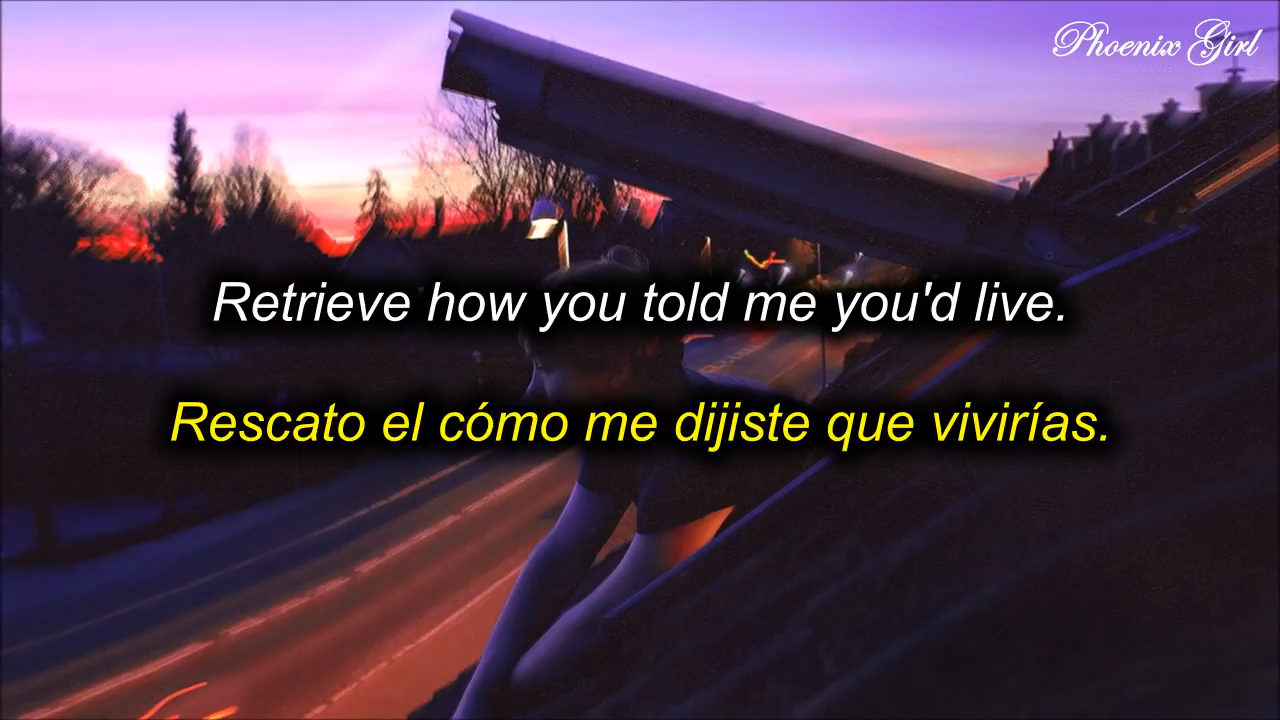 Phoenix Girl
Retrieve how you told me you'd live.
Rescato el cómo me dijiste que vivirías.